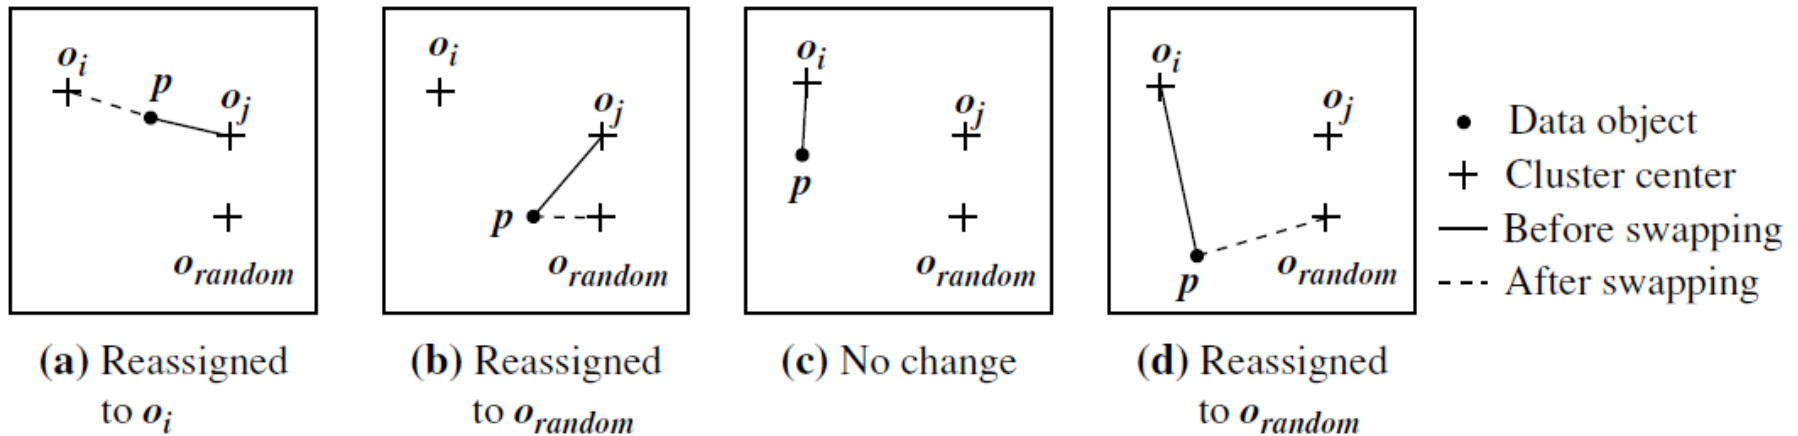 o_i
p
o_j
o_random
(a) Reassigned
to o_i
o_i
o_j
p
o_random
(b) Reassigned
to o_random
o_i
o_j
p
o_random
(c) No change
o_i
o_j
p
o_random
(d) Reassigned
to o_random
Data object
Cluster center
Before swapping
After swapping